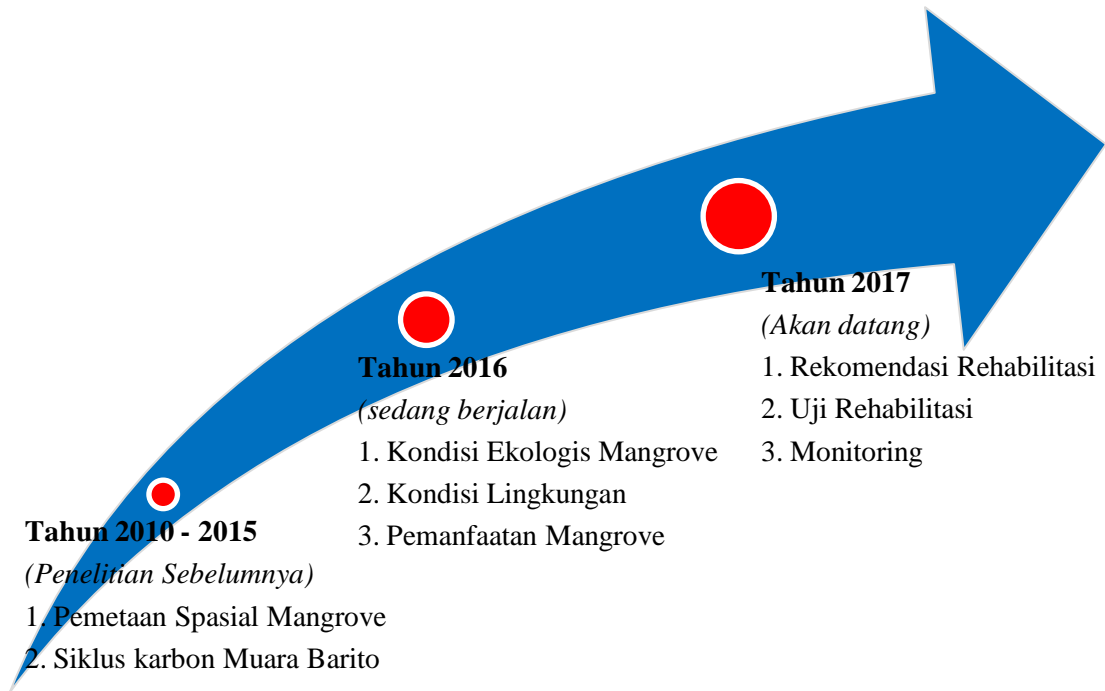 Tahun 2010 - 2015
(Penelitian Sebelumnya)
1. Pemetaan Spasial Mangrove
2. Siklus karbon Muara Barito
Tahun 2016
(sedang berjalan)
1. Kondisi Ekologis Mangrove
2. Kondisi Lingkungan
3. Pemanfaatan Mangrove
Tahun 2017
(Akan datang)
1. Rekomendasi Rehabilitasi
2. Uji Rehabilitasi
3. Monitoring